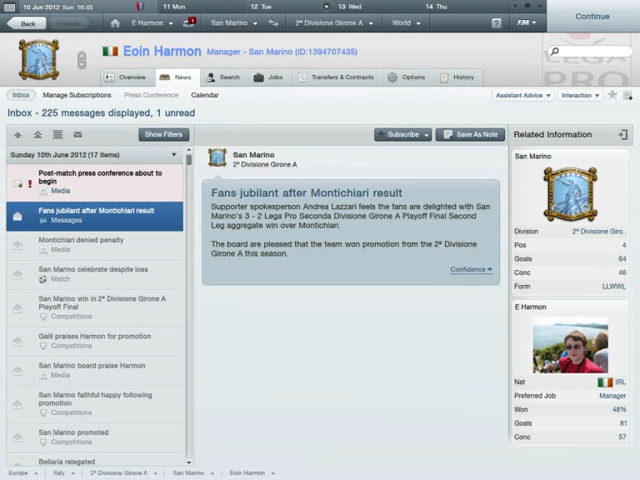 10 Jun 2012 Sun 16:45
11 Mon
12 Tue
13 Wed
14 Thu
Back
E Harmon
San Marino
2ª Divisione Girone A
World
?
FM
Continue
Eoin Harmon Manager - San Marino (ID:1394707435)
LEGA PRO
Overview
News
Search
Jobs
Transfers & Contracts
Options
History
Inbox
Manage Subscriptions
Press Conference
Calendar
Assistant Advice
Interaction
Inbox - 225 messages displayed, 1 unread
Show Filters
Subscribe
Save As Note
Related Information
Sunday 10th June 2012 (17 items)
Post-match press conference about to
begin
Media
Fans jubilant after Montichiari result
Messages
Montichiari denied penalty
Media
San Marino celebrate despite loss
Match
San Marino win in 2ª Divisione Girone A
Playoff Final
Competitions
Galli praises Harmon for promotion
Media
San Marino board praise Harmon
Media
San Marino faithful happy following
promotion
Competitions
San Marino promoted
Competitions
Bellaria relegated
San Marino
2ª Divisione Girone A
Fans jubilant after Montichiari result
Supporter spokesperson Andrea Lazzari feels the fans are delighted with San
Marino's 3 - 2 Lega Pro Seconda Divisione Girone A Playoff Final Second
Leg aggregate win over Montichiari.
The board are pleased that the team won promotion from the 2ª Divisione
Girone A this season.
Confidence
San Marino
Division 2ª Divisione Giro..
Pos 4
Goals 64
Conc 46
Form LLWWL
E Harmon
Nat IRL
Preferred Job Manager
Won 48%
Goals 81
Conc 57
Europe
Italy
2ª Divisione Girone A
San Marino
Eoin Harmon